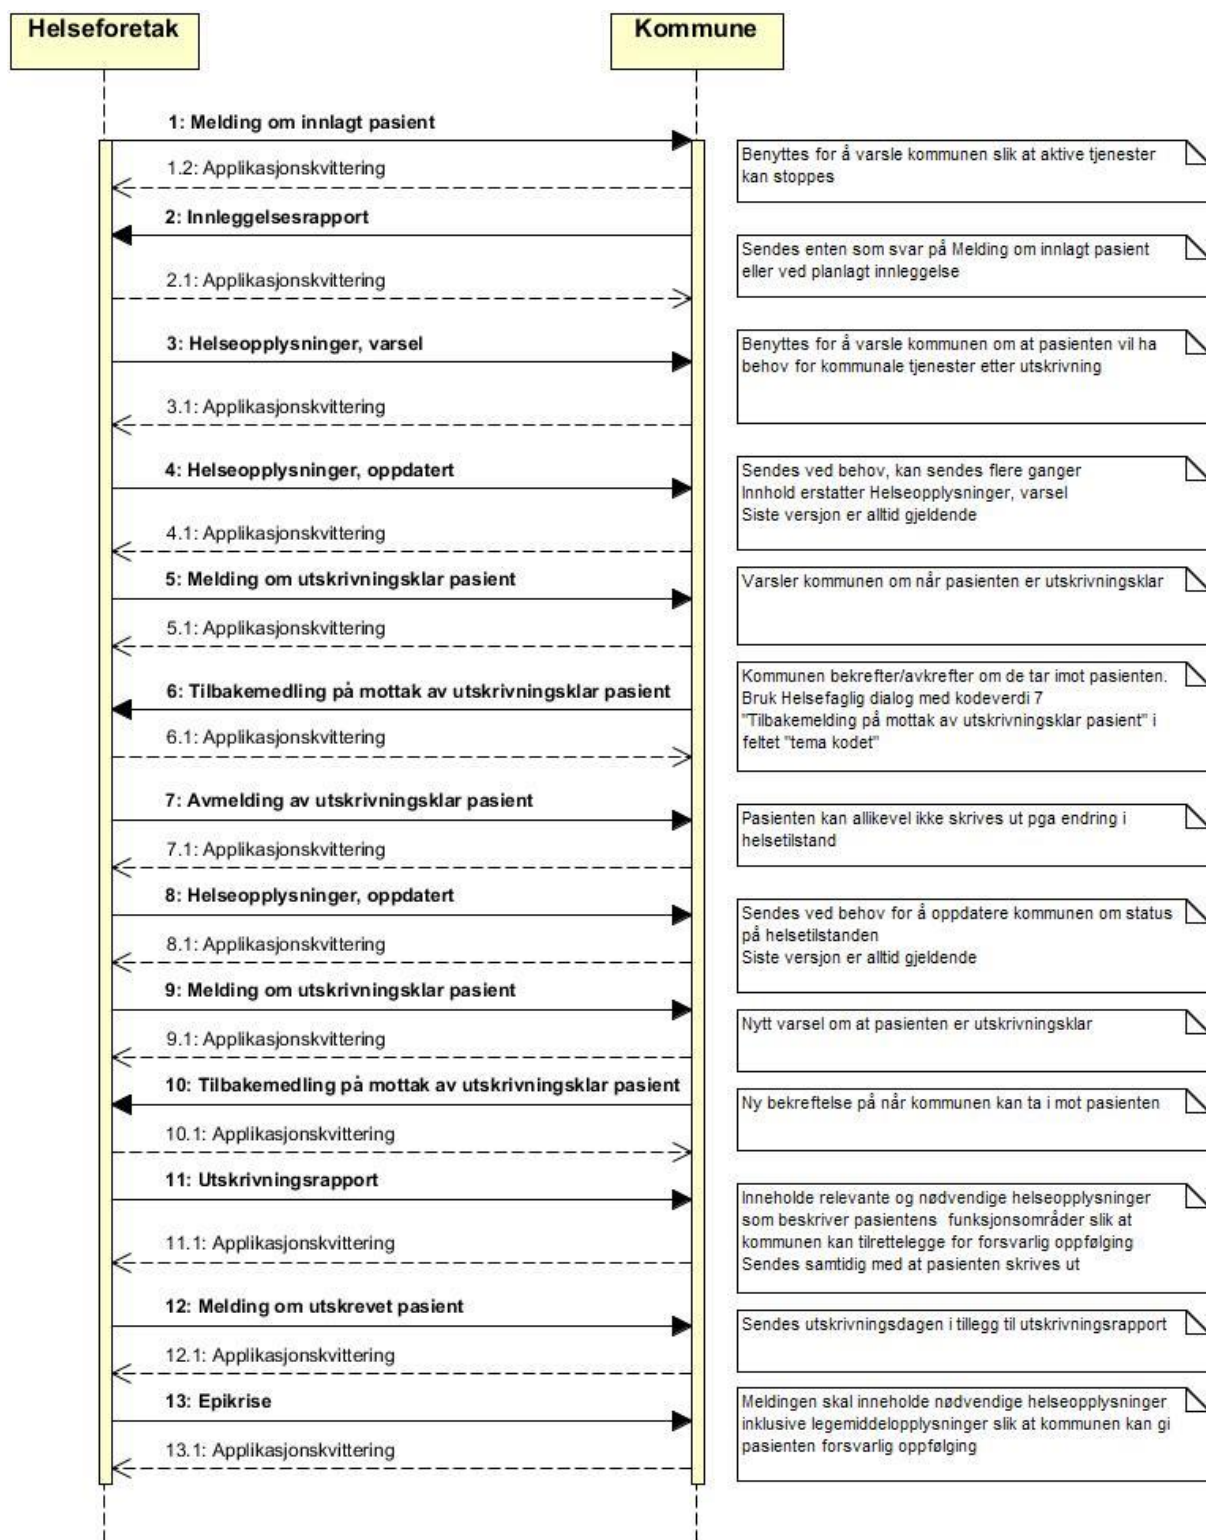 Helseforetak
Kommune
1: Melding om innlagt pasient
Benyttes for å varsle kommunen slik at aktive tjenester
kan stoppes
1.2: Applikasjonskvittering
2: Innleggelsesrapport
Sendes enten som svar på Melding om innlagt pasient
eller ved planlagt innleggelse
2.1: Applikasjonskvittering
3: Helseopplysninger, varsel
Benyttes for å varsle kommunen om at pasienten vil ha
behov for kommunale tjenester etter utskrivning
3.1: Applikasjonskvittering
4: Helseopplysninger, oppdatert
Sendes ved behov, kan sendes flere ganger
Innhold erstatter Helseopplysninger, varsel
Siste versjon er alltid gjeldende
4.1: Applikasjonskvittering
5: Melding om utskrivningsklar pasient
Varsler kommunen om når pasienten er utskrivningsklar
5.1: Applikasjonskvittering
6: Tilbakemedling på mottak av utskrivningsklar pasient
Kommunen bekrefter/avkrefter om de tar imot pasienten.
Bruk Helsefaglig dialog med kodeverdi 7
"Tilbakemelding på mottak av utskrivningsklar pasient" i
feltet "tema kodet"
6.1: Applikasjonskvittering
7: Avmelding av utskrivningsklar pasient
Pasienten kan allikevel ikke skrives ut pga endring i
helsetilstand
7.1: Applikasjonskvittering
8: Helseopplysninger, oppdatert
Sendes ved behov for å oppdatere kommunen om status
på helsetilstanden
Siste versjon er alltid gjeldende
8.1: Applikasjonskvittering
9: Melding om utskrivningsklar pasient
Nytt varsel om at pasienten er utskrivningsklar
9.1: Applikasjonskvittering
10: Tilbakemedling på mottak av utskrivningsklar pasient
Ny bekreftelse på når kommunen kan ta i mot pasienten
10.1: Applikasjonskvittering
11: Utskrivningsrapport
Inneholde relevante og nødvendige helseopplysninger
som beskriver pasientens funksjonsområder slik at
kommunen kan tilrettelegge for forsvarlig oppfølging
Sendes samtidig med at pasienten skrives ut
11.1: Applikasjonskvittering
12: Melding om utskrevet pasient
Sendes utskrivningsdagen i tillegg til utskrivningsrapport
12.1: Applikasjonskvittering
13: Epikrise
Meldingen skal inneholde nødvendige helseopplysninger
inklusive legemiddelopplysninger slik at kommunen kan gi
pasienten forsvarlig oppfølging
13.1: Applikasjonskvittering